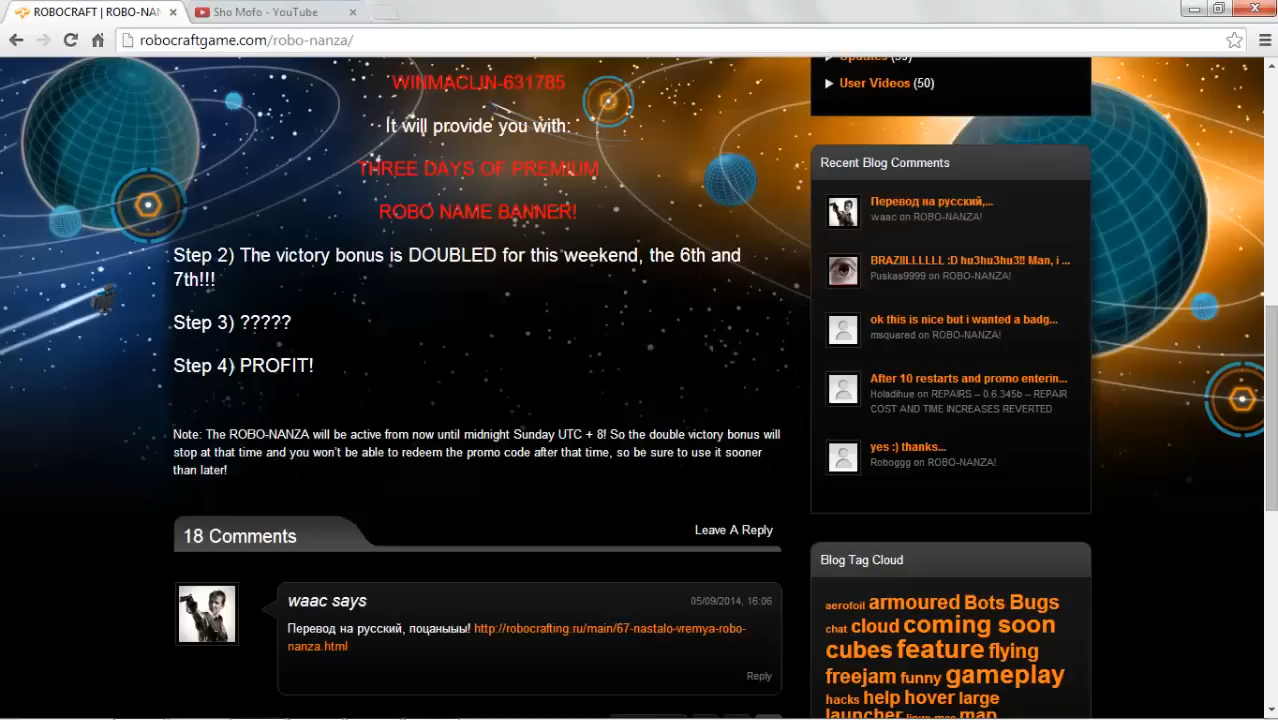 ROBOCRAFT | ROBO-NAN
Sho Mofo - YouTube
robocraftgame.com/robo-nanza/
WINMACLIN-631785
It will provide you with:
THREE DAYS OF PREMIUM
ROBO NAME BANNER!
Step 2) The victory bonus is DOUBLED for this weekend, the 6th and
7th!!!
Step 3) ?????
Step 4) PROFIT!
Note: The ROBO-NANZA will be active from now until midnight Sunday UTC + 8! So the double victory bonus will
stop at that time and you won't be able to redeem the promo code after that time, so be sure to use it sooner
than later!
18 Comments
Leave A Reply
waac says
05/09/2014, 16:06
Перевод на русский, поцаныыы! http://robocrafting.ru/main/67-nastalo-vremya-robo-
nanza.html
Reply
User Videos (50)
Recent Blog Comments
Перевод на русский,...
waac on ROBO-NANZA!
BRAZIILLLLLL :D hu3hu3hu3!! Man, i ...
Puskas9999 on ROBO-NANZA!
ok this is nice but i wanted a badg...
msquared on ROBO-NANZA!
After 10 restarts and promo enterin...
Holadihue on REPAIRS – 0.6.345b – REPAIR
COST AND TIME INCREASES REVERTED
yes :) thanks...
Roboggg on ROBO-NANZA!
Blog Tag Cloud
aerofoil armoured Bots Bugs
chat cloud coming soon
cubes feature flying
freejam funny gameplay
hacks help hover large
launcher linux mac map